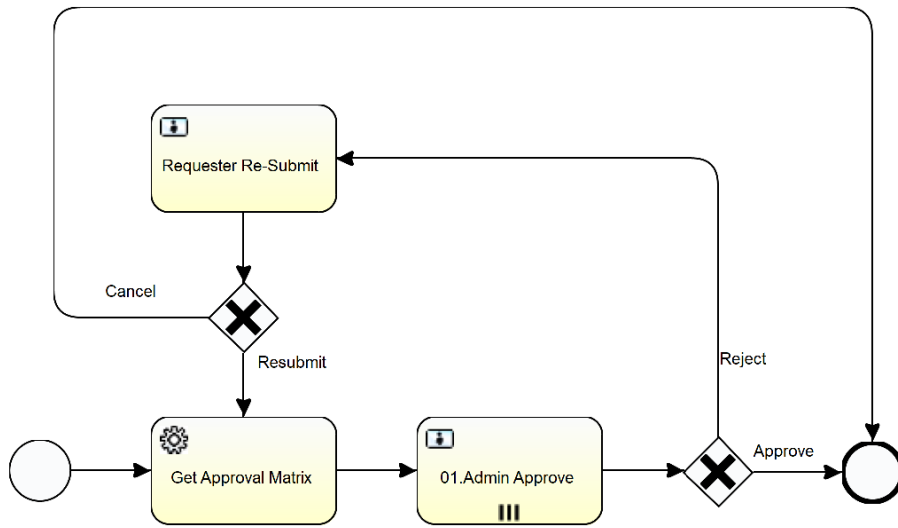 Requester Re-Submit
Cancel
Resubmit
Reject
Get Approval Matrix
01.Admin Approve
Approve